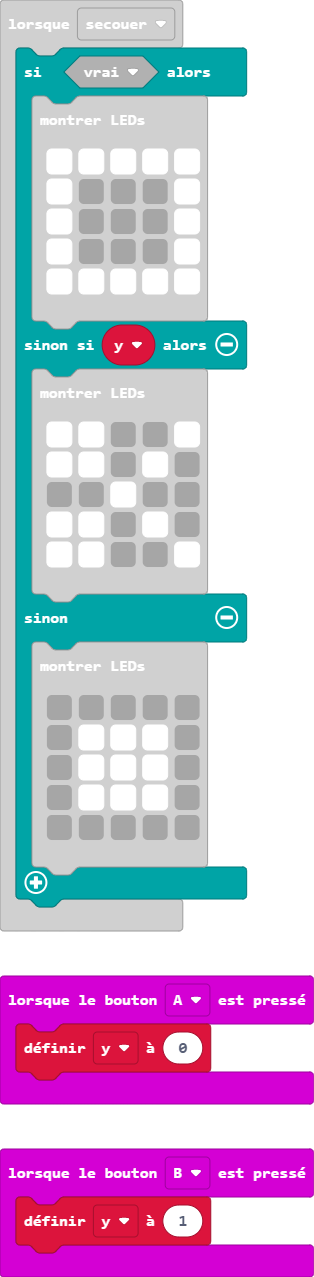 lorsque secouer
si vrai alors
montrer LEDs
sinon si y alors
montrer LEDs
sinon
montrer LEDs
lorsque le bouton A est pressé
définir y à 0
lorsque le bouton B est pressé
définir y à 1